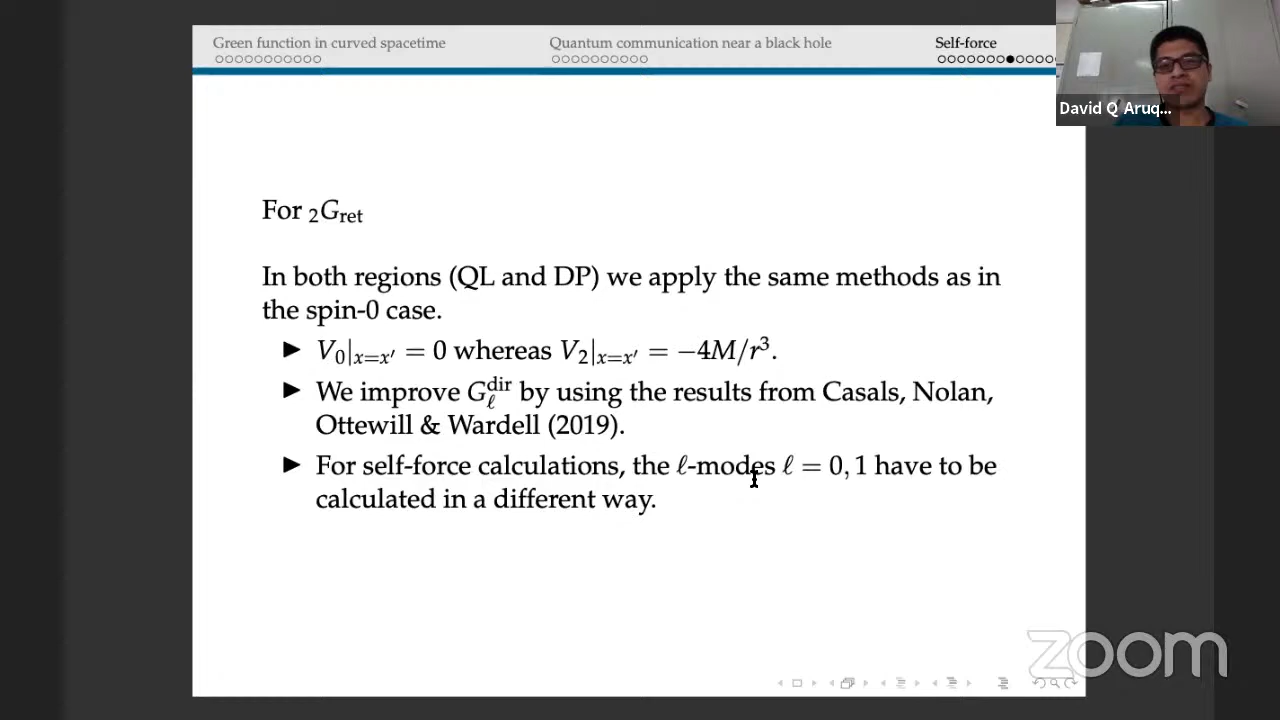 Green function in curved spacetime
Quantum communication near a black hole
Self-force
David Q Aruq...
For ₂G_ret
In both regions (QL and DP) we apply the same methods as in
the spin-0 case.
▶ V₀|ₓ₌ₓ′ = 0 whereas V₂|ₓ₌ₓ′ = −4M/r³.
▶ We improve G_ℓ^dir by using the results from Casals, Nolan,
Ottewill & Wardell (2019).
▶ For self-force calculations, the ℓ-modes ℓ = 0, 1 have to be
calculated in a different way.
zoom